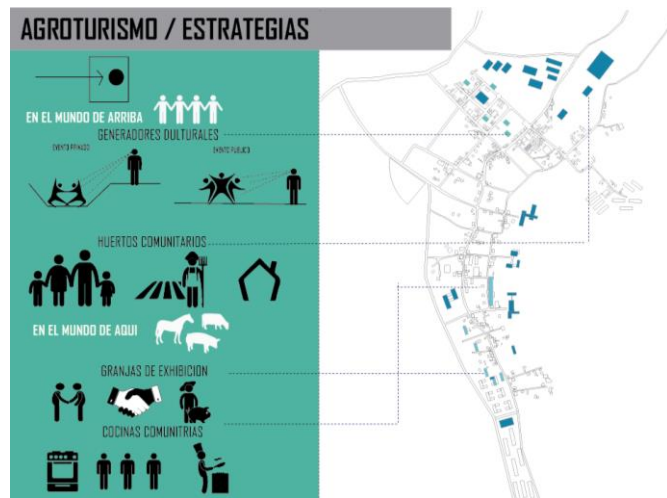 AGROTURISMO / ESTRATEGIAS
EN EL MUNDO DE ARRIBA
GENERADORES DULTURALES
EVENTO PRIVADO
EVENTO PUBLICO
HUERTOS COMUNITARIOS
EN EL MUNDO DE AQUI
GRANJAS DE EXHIBICION
COCINAS COMUNITRIAS